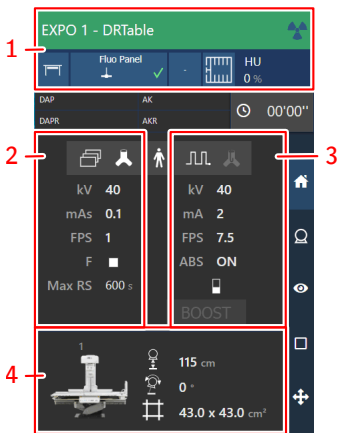 EXPO 1 - DRTable
1
Fluo Panel
HU
0 %
DAP
AK
DAPR
AKR
00'00''
2
3
kV 40
kV 40
mAs 0.1
mA 2
FPS 1
FPS 7.5
F
ABS ON
Max RS 600 s
BOOST
4
1
115 cm
0 °
43.0 x 43.0 cm²